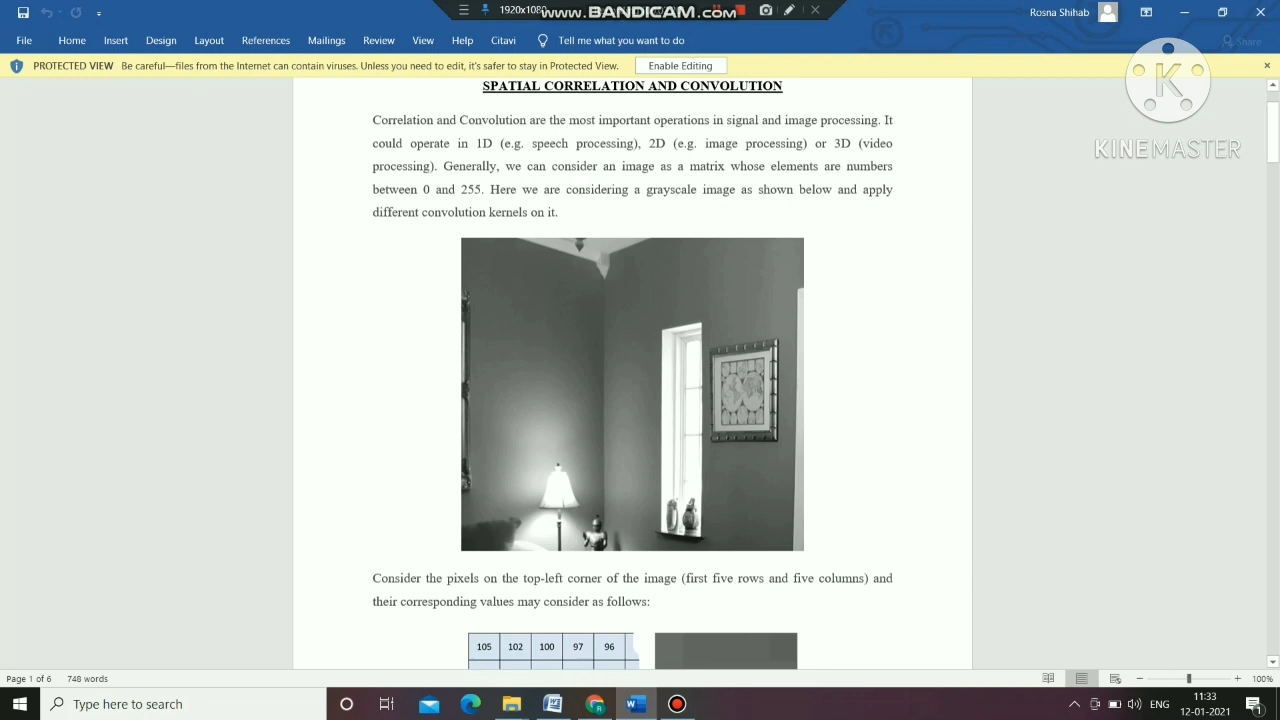 1920x1080
www.BANDICAM.com
Rosna Shihab
File Home Insert Design Layout References Mailings Review View Help Citavi Tell me what you want to do Share
PROTECTED VIEW Be careful—files from the Internet can contain viruses. Unless you need to edit, it's safer to stay in Protected View. Enable Editing
K
KINEMASTER
SPATIAL CORRELATION AND CONVOLUTION
Correlation and Convolution are the most important operations in signal and image processing. It
could operate in 1D (e.g. speech processing), 2D (e.g. image processing) or 3D (video
processing). Generally, we can consider an image as a matrix whose elements are numbers
between 0 and 255. Here we are considering a grayscale image as shown below and apply
different convolution kernels on it.
Consider the pixels on the top-left corner of the image (first five rows and five columns) and
their corresponding values may consider as follows:
105 102 100 97 96
Page 1 of 6 748 words 100%
Type here to search
ENG
11:33
12-01-2021